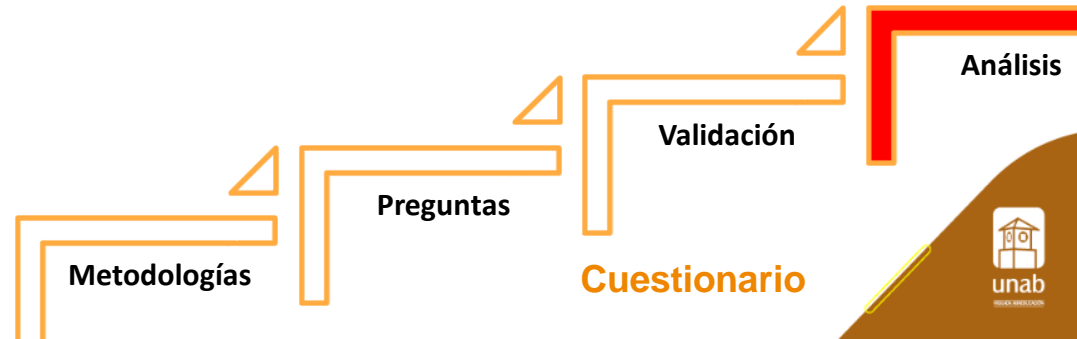 Análisis
Validación
Preguntas
Metodologías
Cuestionario
unab